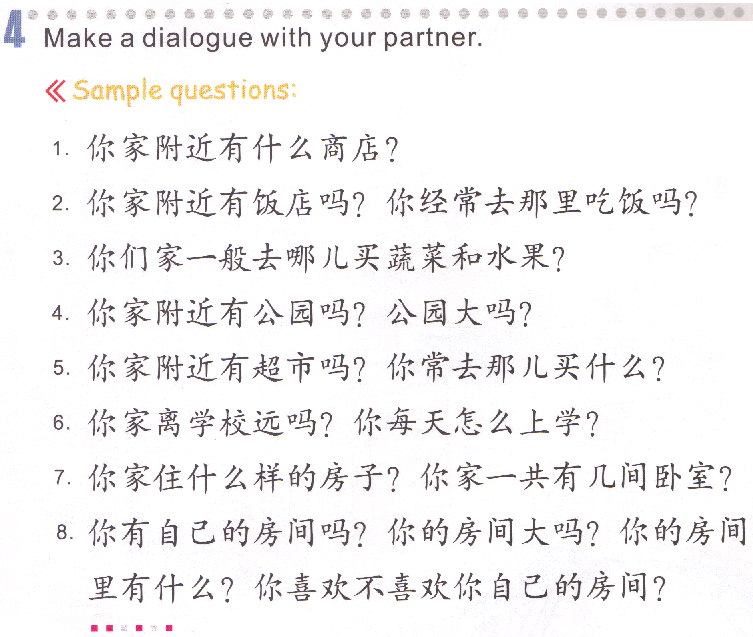 4 Make a dialogue with your partner.
Sample questions:
1. 你家附近有什么商店？
2. 你家附近有饭店吗？你经常去那里吃饭吗？
3. 你们家一般去哪儿买蔬菜和水果？
4. 你家附近有公园吗？公园大吗？
5. 你家附近有超市吗？你常去那儿买什么？
6. 你家离学校远吗？你每天怎么上学？
7. 你家住什么样的房子？你家一共有几间卧室？
8. 你有自己的房间吗？你的房间大吗？你的房间
里有什么？你喜欢不喜欢你自己的房间？